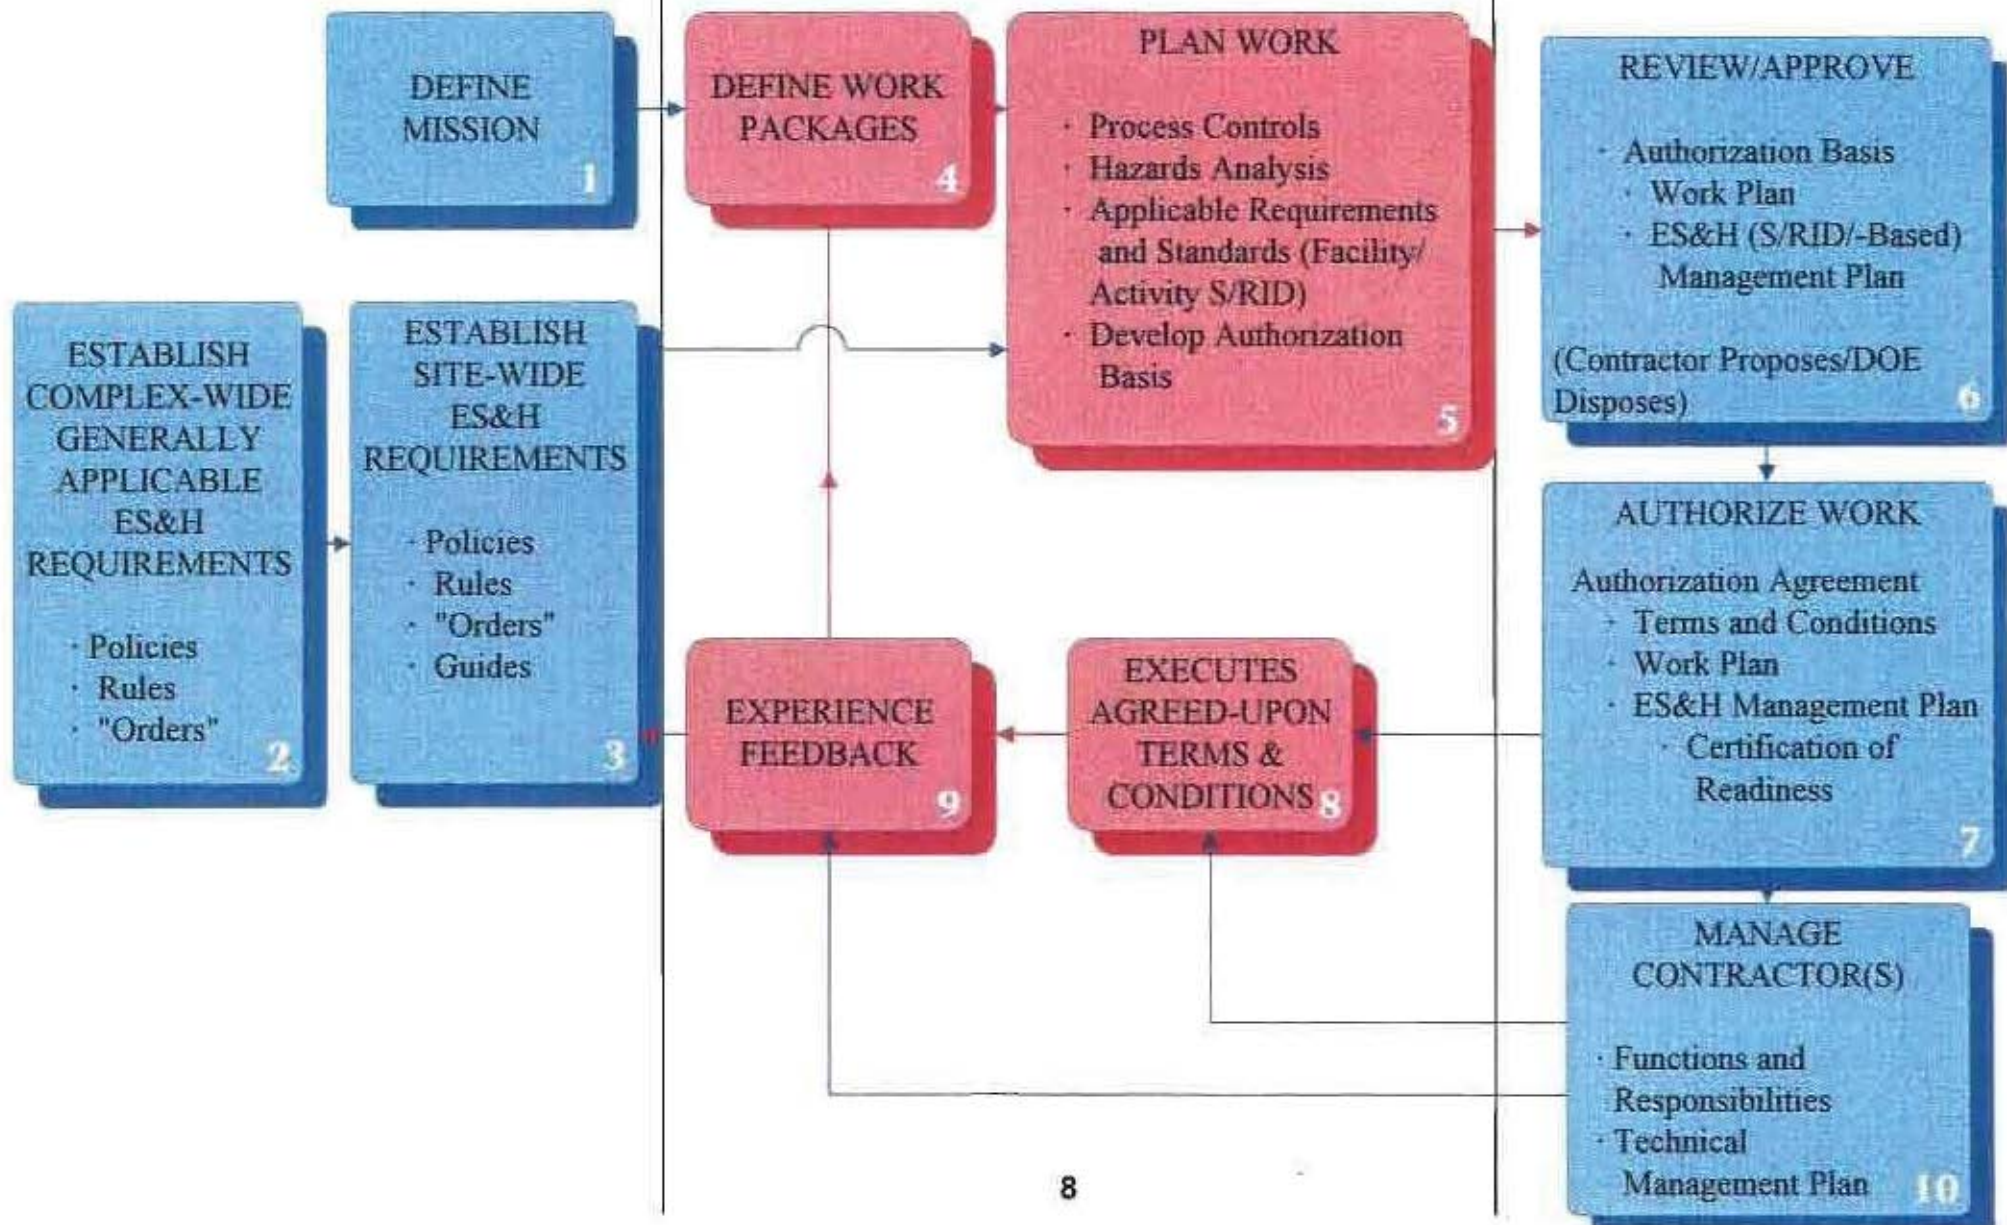 DEFINE
MISSION
1
DEFINE WORK
PACKAGES
4
PLAN WORK
· Process Controls
· Hazards Analysis
· Applicable Requirements
and Standards (Facility/
Activity S/RID)
· Develop Authorization
Basis
5
REVIEW/APPROVE
· Authorization Basis
· Work Plan
· ES&H (S/RID/-Based)
Management Plan
(Contractor Proposes/DOE
Disposes)
6
ESTABLISH
COMPLEX-WIDE
GENERALLY
APPLICABLE
ES&H
REQUIREMENTS
· Policies
· Rules
· "Orders"
2
ESTABLISH
SITE-WIDE
ES&H
REQUIREMENTS
· Policies
· Rules
· "Orders"
· Guides
3
AUTHORIZE WORK
Authorization Agreement
· Terms and Conditions
· Work Plan
· ES&H Management Plan
· Certification of
Readiness
7
EXPERIENCE
FEEDBACK
9
EXECUTES
AGREED-UPON
TERMS &
CONDITIONS
8
MANAGE
CONTRACTOR(S)
· Functions and
Responsibilities
· Technical
Management Plan
10
8